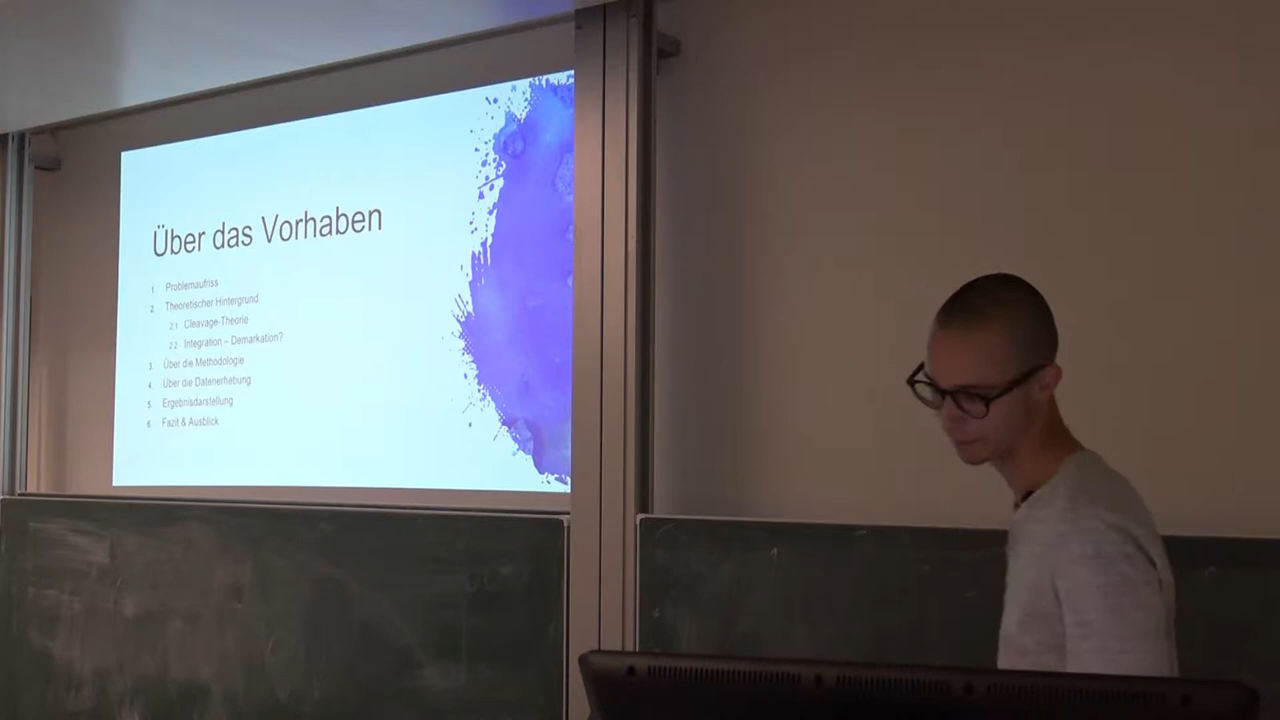 Über das Vorhaben
1. Problemaufriss
2. Theoretischer Hintergrund
2.1 Cleavage-Theorie
2.2 Integration – Demarkation?
3. Über die Methodologie
4. Über die Datenerhebung
5. Ergebnisdarstellung
6. Fazit & Ausblick